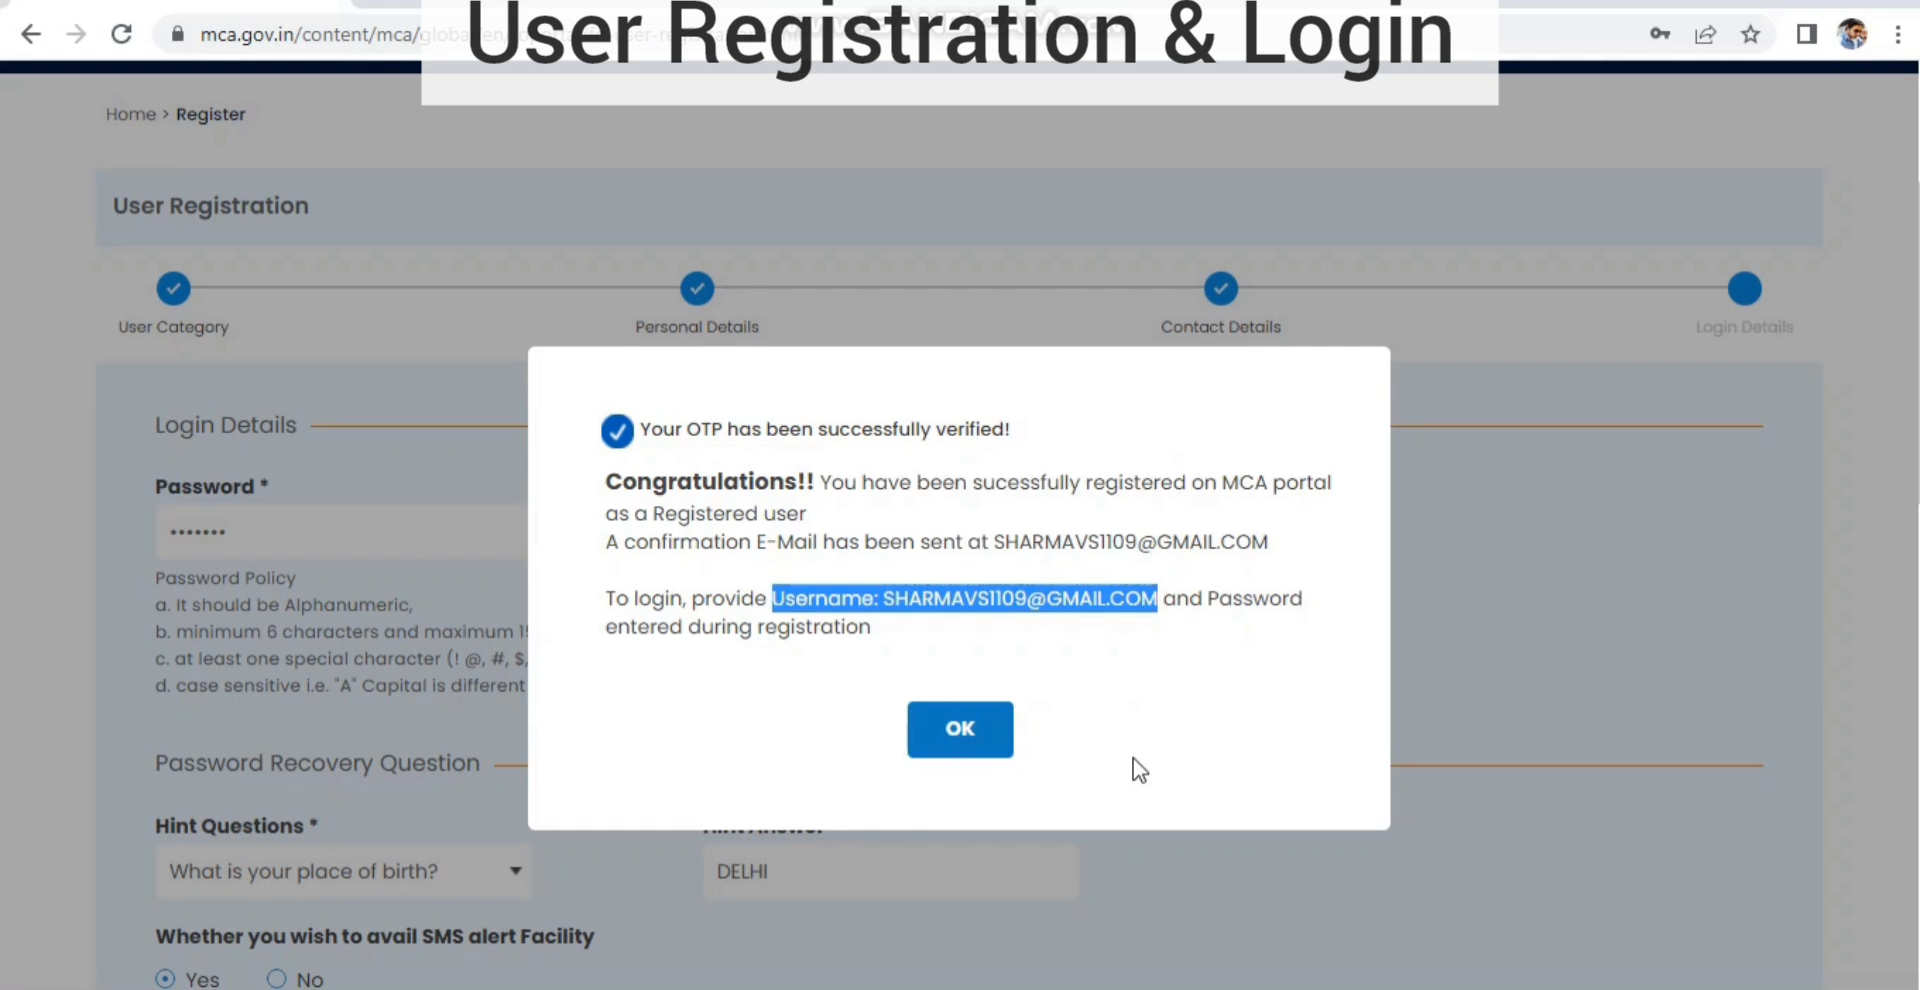 User Registration & Login
mca.gov.in/content/mca/
Home > Register
User Registration
User Category
Personal Details
Contact Details
Login Details
Your OTP has been successfully verified!
Congratulations!! You have been sucessfully registered on MCA portal
as a Registered user
A confirmation E-Mail has been sent at SHARMAVS1109@GMAIL.COM
To login, provide Username: SHARMAVS1109@GMAIL.COM and Password
entered during registration
OK
Login Details
Password *
•••••••
Password Policy
a. It should be Alphanumeric,
b. minimum 6 characters and maximum
c. at least one special character (! @, #, $,
d. case sensitive i.e. "A" Capital is different
Password Recovery Question
Hint Questions *
What is your place of birth?
DELHI
Whether you wish to avail SMS alert Facility
Yes
No